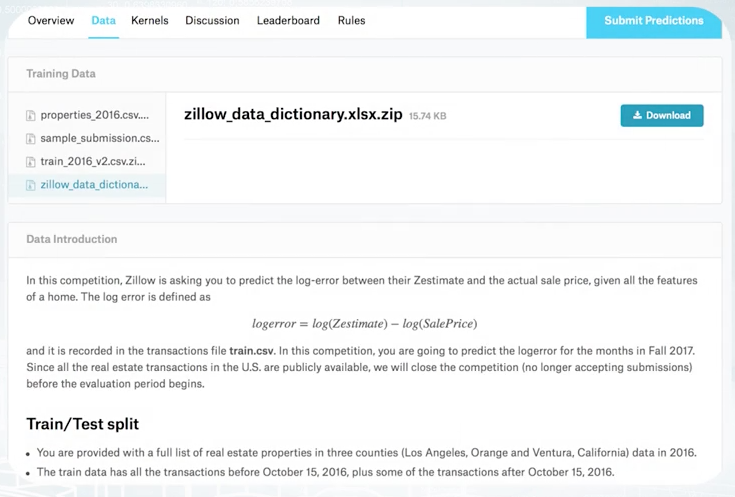 Overview Data Kernels Discussion Leaderboard Rules Submit Predictions
Training Data
properties_2016.csv....
sample_submission.cs...
train_2016_v2.csv.zi...
zillow_data_dictiona...
zillow_data_dictionary.xlsx.zip 15.74 KB
Download
Data Introduction
In this competition, Zillow is asking you to predict the log-error between their Zestimate and the actual sale price, given all the features
of a home. The log error is defined as
logerror = log(Zestimate) − log(SalePrice)
and it is recorded in the transactions file train.csv. In this competition, you are going to predict the logerror for the months in Fall 2017.
Since all the real estate transactions in the U.S. are publicly available, we will close the competition (no longer accepting submissions)
before the evaluation period begins.
Train/Test split
• You are provided with a full list of real estate properties in three counties (Los Angeles, Orange and Ventura, California) data in 2016.
• The train data has all the transactions before October 15, 2016, plus some of the transactions after October 15, 2016.